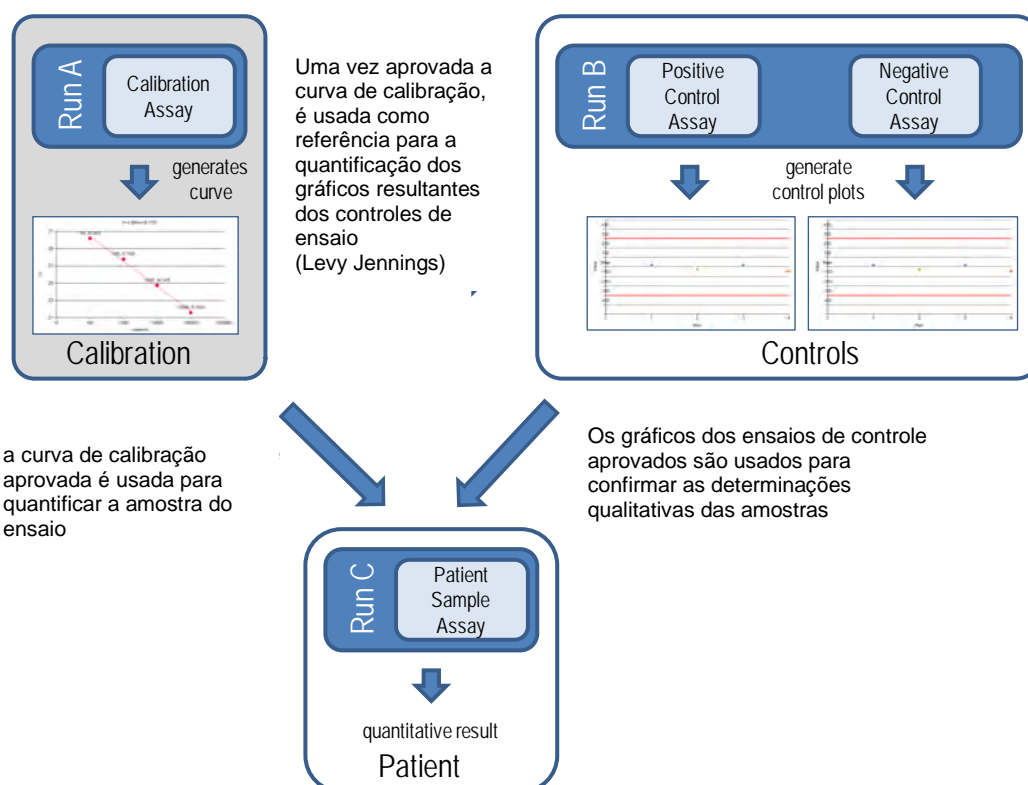 Run A
Calibration
Assay
generates
curve
Calibration
Uma vez aprovada a
curva de calibração,
é usada como
referência para a
quantificação dos
gráficos resultantes
dos controles de
ensaio
(Levy Jennings)
Run B
Positive
Control
Assay
Negative
Control
Assay
generate
control plots
Controls
a curva de calibração
aprovada é usada para
quantificar a amostra do
ensaio
Os gráficos dos ensaios de controle
aprovados são usados para
confirmar as determinações
qualitativas das amostras
Run C
Patient
Sample
Assay
quantitative result
Patient